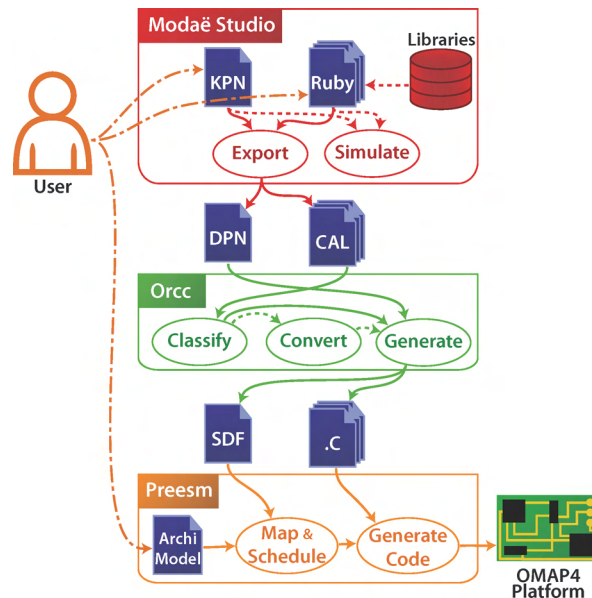 Modaë Studio
Libraries
KPN
Ruby
Export
Simulate
User
DPN
CAL
Orcc
Classify
Convert
Generate
SDF
.C
Preesm
Archi
Model
Map &
Schedule
Generate
Code
OMAP4
Platform